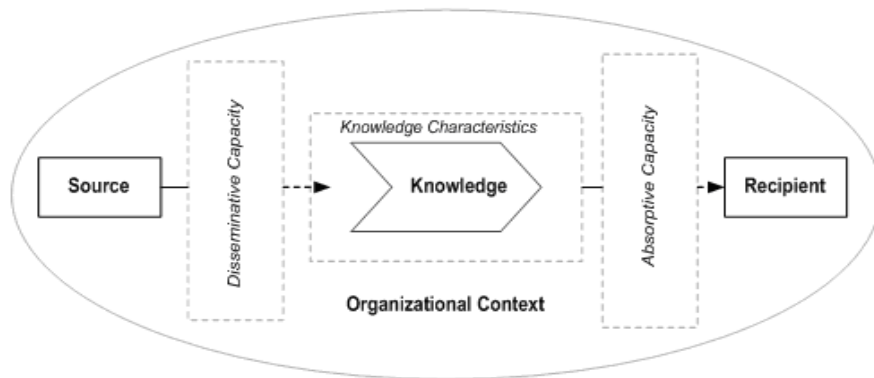 Source
Disseminative Capacity
Knowledge Characteristics
Knowledge
Absorptive Capacity
Recipient
Organizational Context